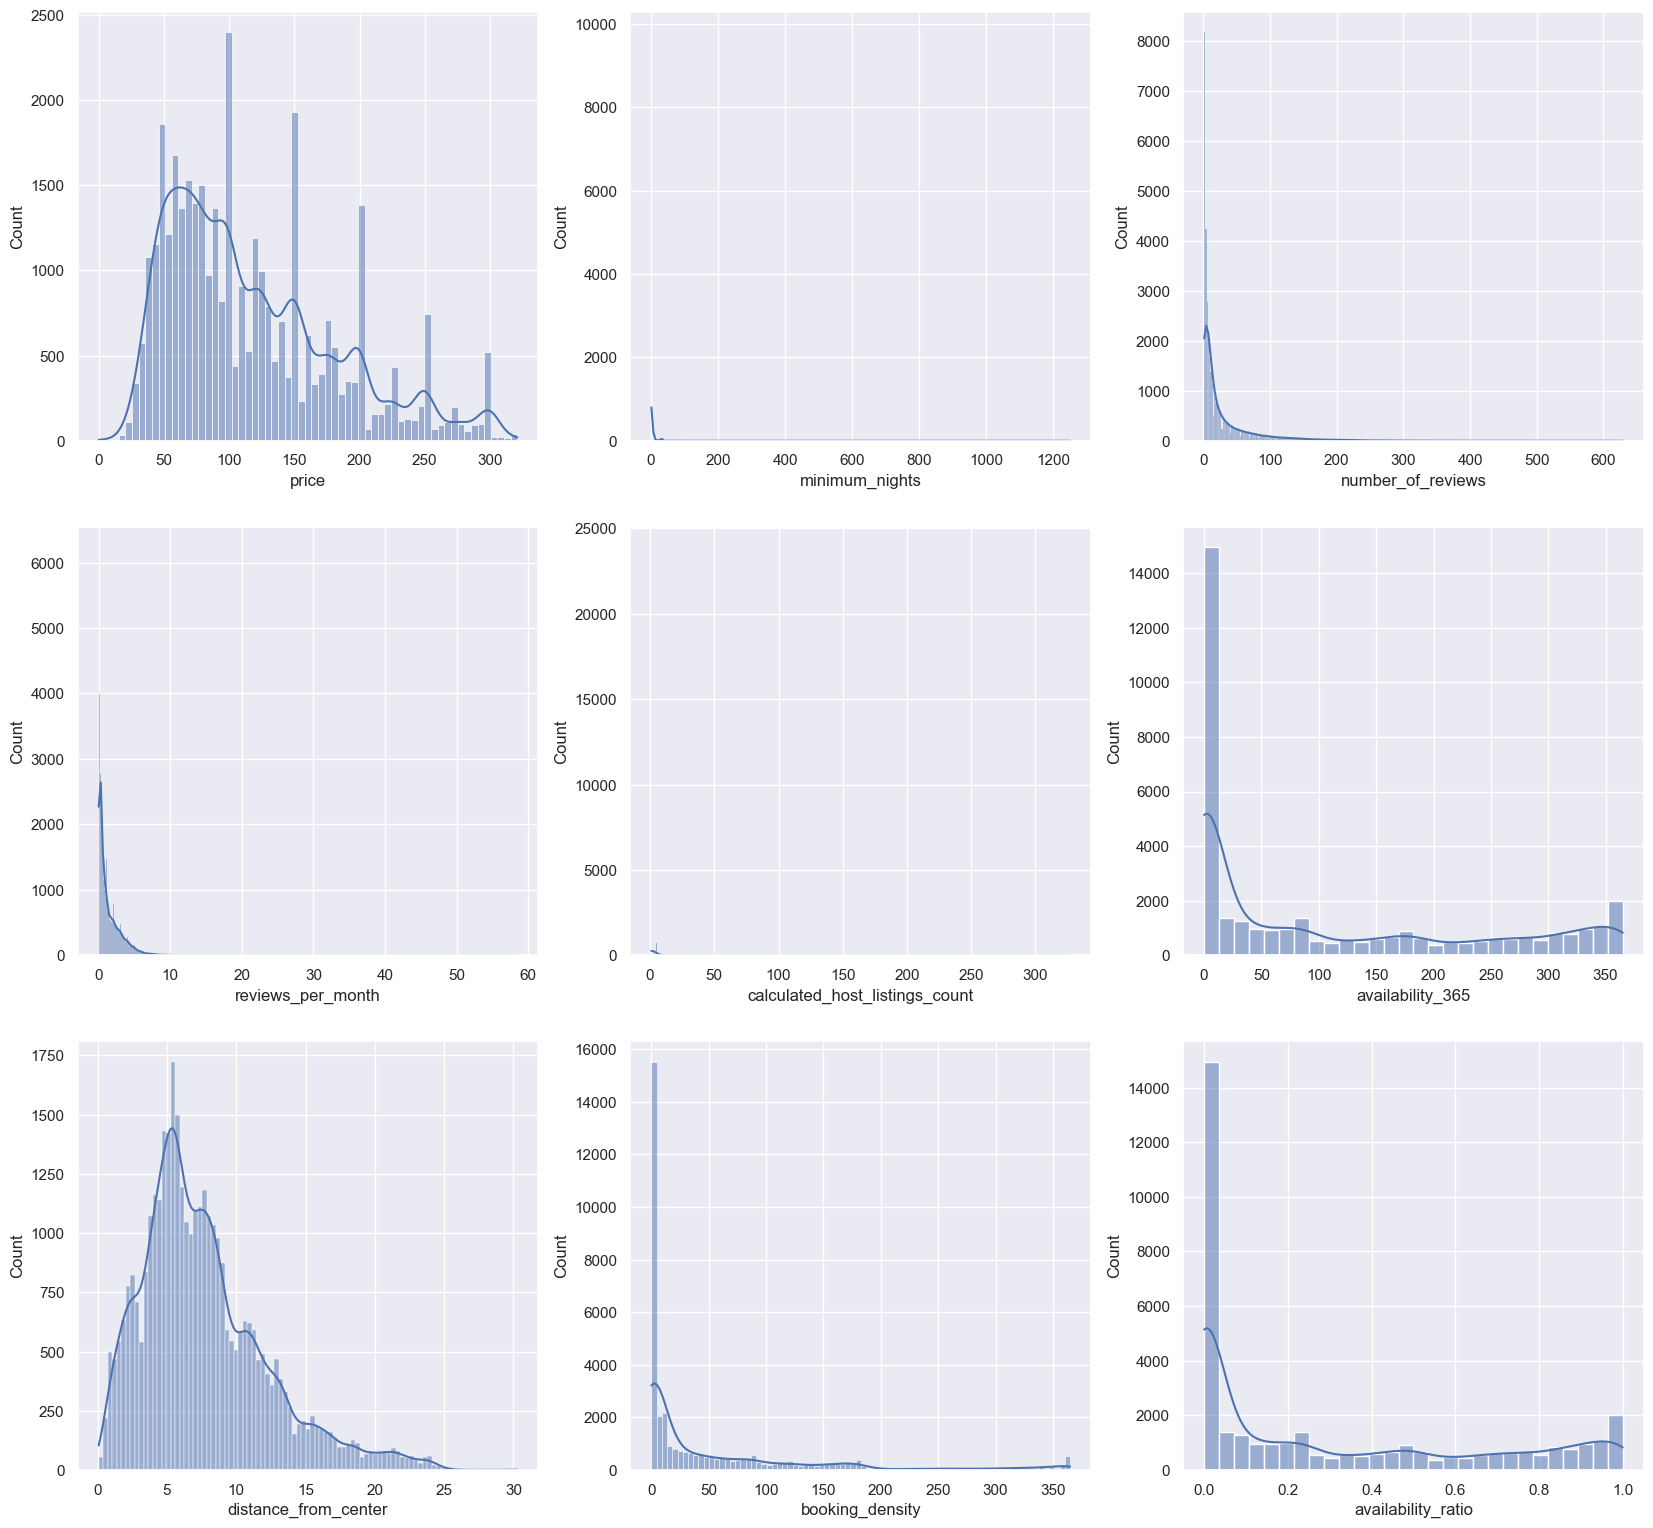 2500
2000
1500
1000
500
0
Count
0 50 100 150 200 250 300
price
10000
8000
6000
4000
2000
0
Count
0 200 400 600 800 1000 1200
minimum_nights
8000
7000
6000
5000
4000
3000
2000
1000
0
Count
0 100 200 300 400 500 600
number_of_reviews
6000
5000
4000
3000
2000
1000
0
Count
0 10 20 30 40 50 60
reviews_per_month
25000
20000
15000
10000
5000
0
Count
0 50 100 150 200 250 300
calculated_host_listings_count
14000
12000
10000
8000
6000
4000
2000
0
Count
0 50 100 150 200 250 300 350
availability_365
1750
1500
1250
1000
750
500
250
0
Count
0 5 10 15 20 25 30
distance_from_center
16000
14000
12000
10000
8000
6000
4000
2000
0
Count
0 50 100 150 200 250 300 350
booking_density
14000
12000
10000
8000
6000
4000
2000
0
Count
0.0 0.2 0.4 0.6 0.8 1.0
availability_ratio